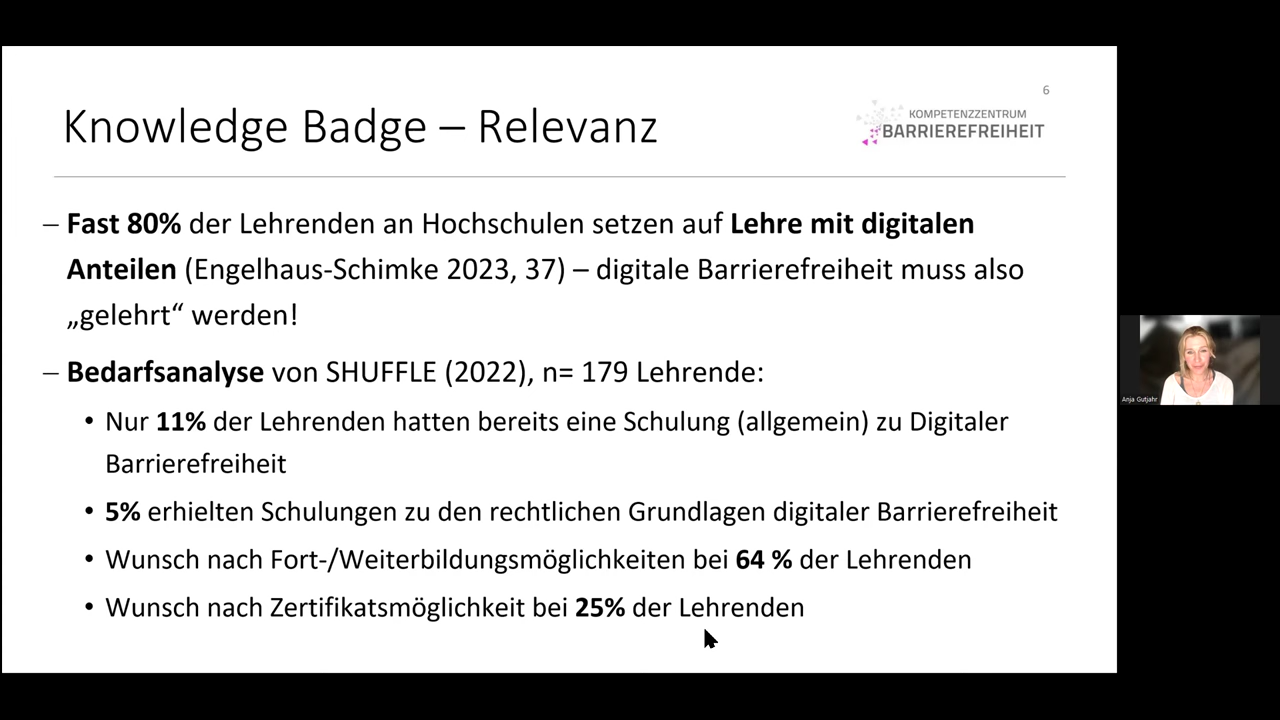 6
Knowledge Badge – Relevanz
KOMPETENZZENTRUM
BARRIEREFREIHEIT
– Fast 80% der Lehrenden an Hochschulen setzen auf Lehre mit digitalen
Anteilen (Engelhaus-Schimke 2023, 37) – digitale Barrierefreiheit muss also
„gelehrt“ werden!
– Bedarfsanalyse von SHUFFLE (2022), n= 179 Lehrende:
• Nur 11% der Lehrenden hatten bereits eine Schulung (allgemein) zu Digitaler
Barrierefreiheit
• 5% erhielten Schulungen zu den rechtlichen Grundlagen digitaler Barrierefreiheit
• Wunsch nach Fort-/Weiterbildungsmöglichkeiten bei 64 % der Lehrenden
• Wunsch nach Zertifikatsmöglichkeit bei 25% der Lehrenden
Anja Gutjahr